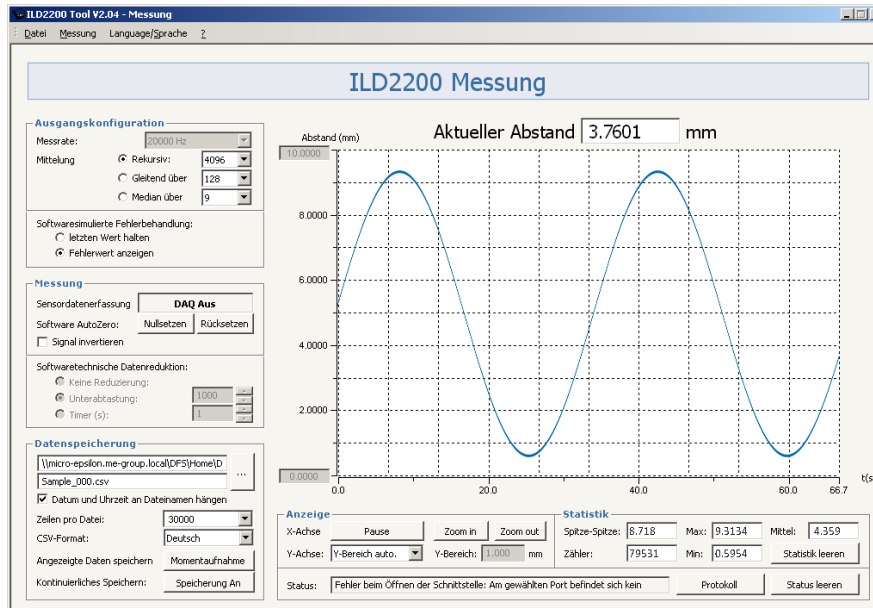 ILD2200 Tool V2.04 - Messung
Datei Messung Language/Sprache ?
ILD2200 Messung
Ausgangskonfiguration
Messrate: 20000 Hz
Mittelung Rekursiv: 4096
Gleitend über 128
Median über 9
Softwaresimulierte Fehlerbehandlung:
letzten Wert halten
Fehlerwert anzeigen
Messung
Sensordatenerfassung DAQ Aus
Software AutoZero: Nullsetzen Rücksetzen
Signal invertieren
Softwaretechnische Datenreduktion:
Keine Reduzierung:
Unterabtastung: 1000
Timer (s): 1
Datenspeicherung
\\micro-epsilon.me-group.local\DFS\Home\D
Sample_000.csv ...
Datum und Uhrzeit an Dateinamen hängen
Zeilen pro Datei: 30000
CSV-Format: Deutsch
Angezeigte Daten speichern Momentaufnahme
Kontinuierliches Speichern: Speicherung An
Abstand (mm) Aktueller Abstand 3.7601 mm
10.0000
8.0000
6.0000
4.0000
2.0000
0.0000
0.0 20.0 40.0 60.0 66.7 t(s
Anzeige
X-Achse Pause Zoom in Zoom out
Y-Achse: Y-Bereich auto. Y-Bereich: 1.000 mm
Statistik
Spitze-Spitze: 8.718 Max: 9.3134 Mittel: 4.359
Zähler: 79531 Min: 0.5954 Statistik leeren
Status: Fehler beim Öffnen der Schnittstelle: Am gewählten Port befindet sich kein Protokoll Status leeren